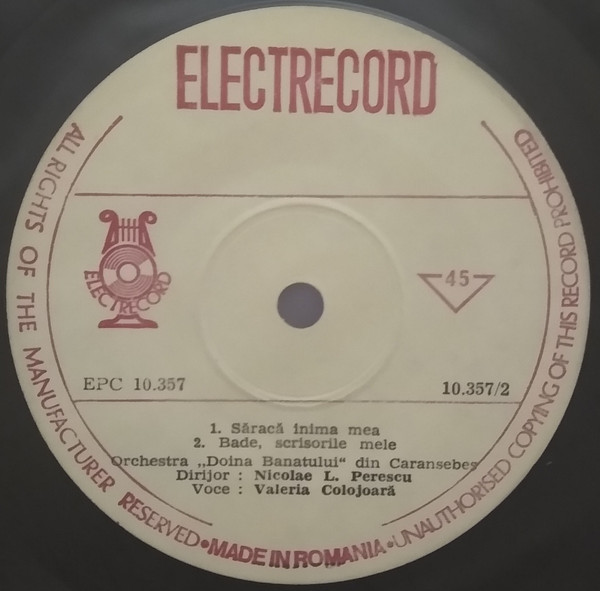 ELECTRECORD
ALL RIGHTS OF THE MANUFACTURER RESERVED • MADE IN ROMANIA • UNAUTHORISED COPYING OF THIS RECORD PROHIBITED
ELECTRECORD
45
EPC 10.357
10.357/2
1. Săracă inima mea
2. Bade, scrisorile mele
Orchestra „Doina Banatului“ din Caransebeș
Dirijor : Nicolae L. Perescu
Voce : Valeria Colojoară